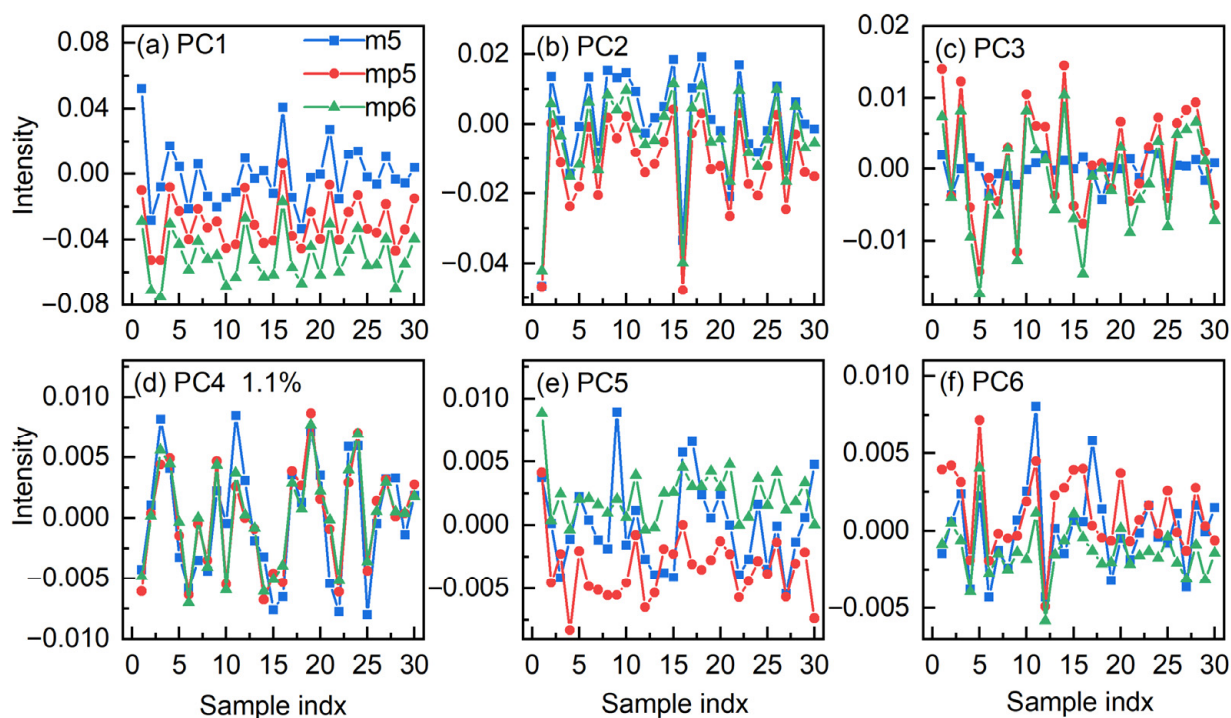 (a) PC1
m5
mp5
mp6
0.08
0.04
0.00
−0.04
−0.08
Intensity
0 5 10 15 20 25 30
(b) PC2
0.02
0.00
−0.02
−0.04
0 5 10 15 20 25 30
(c) PC3
0.02
0.01
0.00
−0.01
0 5 10 15 20 25 30
(d) PC4 1.1%
0.010
0.005
0.000
−0.005
−0.010
Intensity
0 5 10 15 20 25 30
Sample indx
(e) PC5
0.010
0.005
0.000
−0.005
0 5 10 15 20 25 30
Sample indx
(f) PC6
0.010
0.005
0.000
−0.005
0 5 10 15 20 25 30
Sample indx